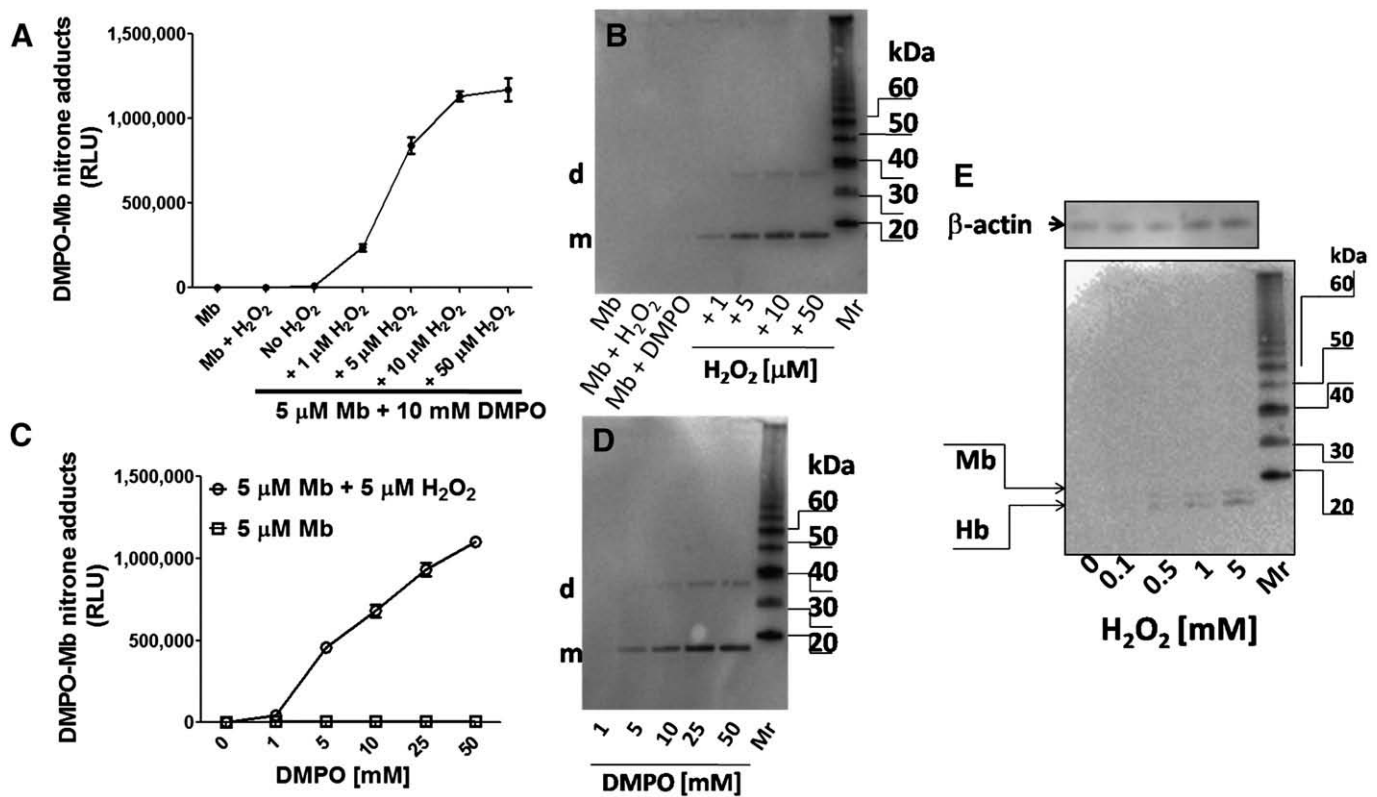 A
DMPO-Mb nitrone adducts
(RLU)
1,500,000
1,000,000
500,000
0
Mb
Mb + H₂O₂
No H₂O₂
+ 1 μM H₂O₂
+ 5 μM H₂O₂
+ 10 μM H₂O₂
+ 50 μM H₂O₂
5 μM Mb + 10 mM DMPO
B
kDa
60
50
40
30
20
d
m
Mb
Mb + H₂O₂
Mb + DMPO
+ 1
+ 5
+ 10
+ 50
Mr
H₂O₂ [μM]
C
DMPO-Mb nitrone adducts
(RLU)
1,500,000
1,000,000
500,000
0
5 μM Mb + 5 μM H₂O₂
5 μM Mb
0
1
5
10
25
50
DMPO [mM]
D
kDa
60
50
40
30
20
d
m
1
5
10
25
50
Mr
DMPO [mM]
E
β-actin
kDa
60
50
40
30
20
Mb
Hb
0
0.1
0.5
1
5
Mr
H₂O₂ [mM]